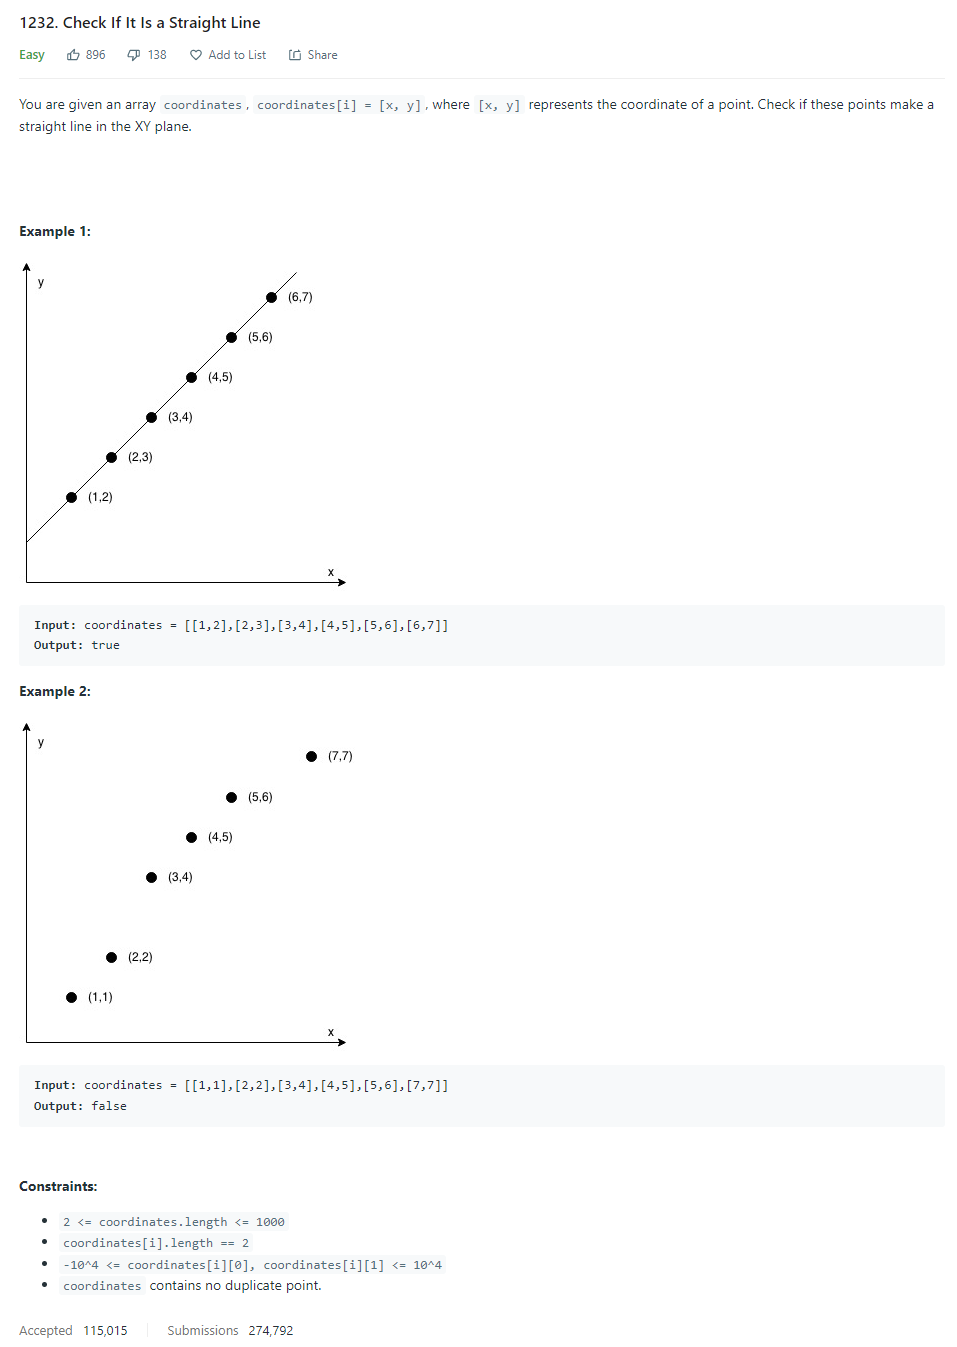 1232. Check If It Is a Straight Line
Easy 896 138 Add to List Share
You are given an array coordinates, coordinates[i] = [x, y], where [x, y] represents the coordinate of a point. Check if these points make a
straight line in the XY plane.
Example 1:
y
(6,7)
(5,6)
(4,5)
(3,4)
(2,3)
(1,2)
x
Input: coordinates = [[1,2],[2,3],[3,4],[4,5],[5,6],[6,7]]
Output: true
Example 2:
y
(7,7)
(5,6)
(4,5)
(3,4)
(2,2)
(1,1)
x
Input: coordinates = [[1,1],[2,2],[3,4],[4,5],[5,6],[7,7]]
Output: false
Constraints:
• 2 <= coordinates.length <= 1000
• coordinates[i].length == 2
• -10^4 <= coordinates[i][0], coordinates[i][1] <= 10^4
• coordinates contains no duplicate point.
Accepted 115,015 Submissions 274,792